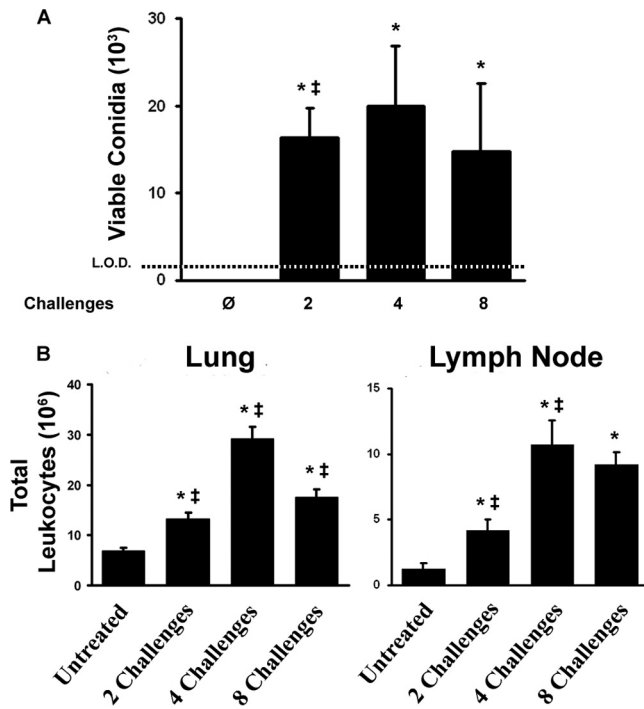 A
Viable Conidia (10³)
30
20
10
0
L.O.D.
* ‡
*
*
Challenges Ø 2 4 8
B
Lung
Total
Leukocytes (10⁶)
40
30
20
10
0
* ‡
* ‡
* ‡
Untreated
2 Challenges
4 Challenges
8 Challenges
Lymph Node
15
10
5
0
* ‡
* ‡
*
Untreated
2 Challenges
4 Challenges
8 Challenges